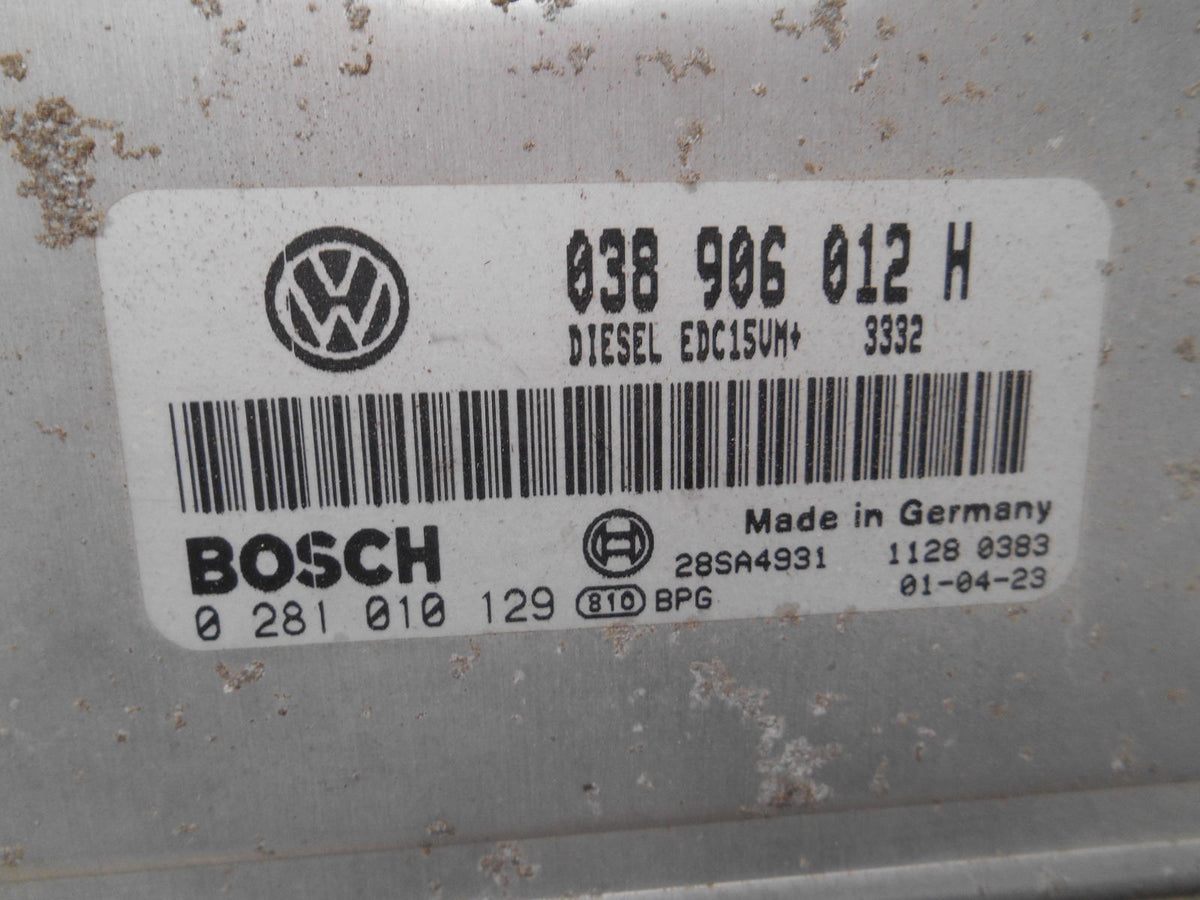 038 906 012 H
DIESEL EDC15VM+ 3332
BOSCH
Made in Germany
28SA4931 1128 0383
0 281 010 129 810 BPG 01-04-23